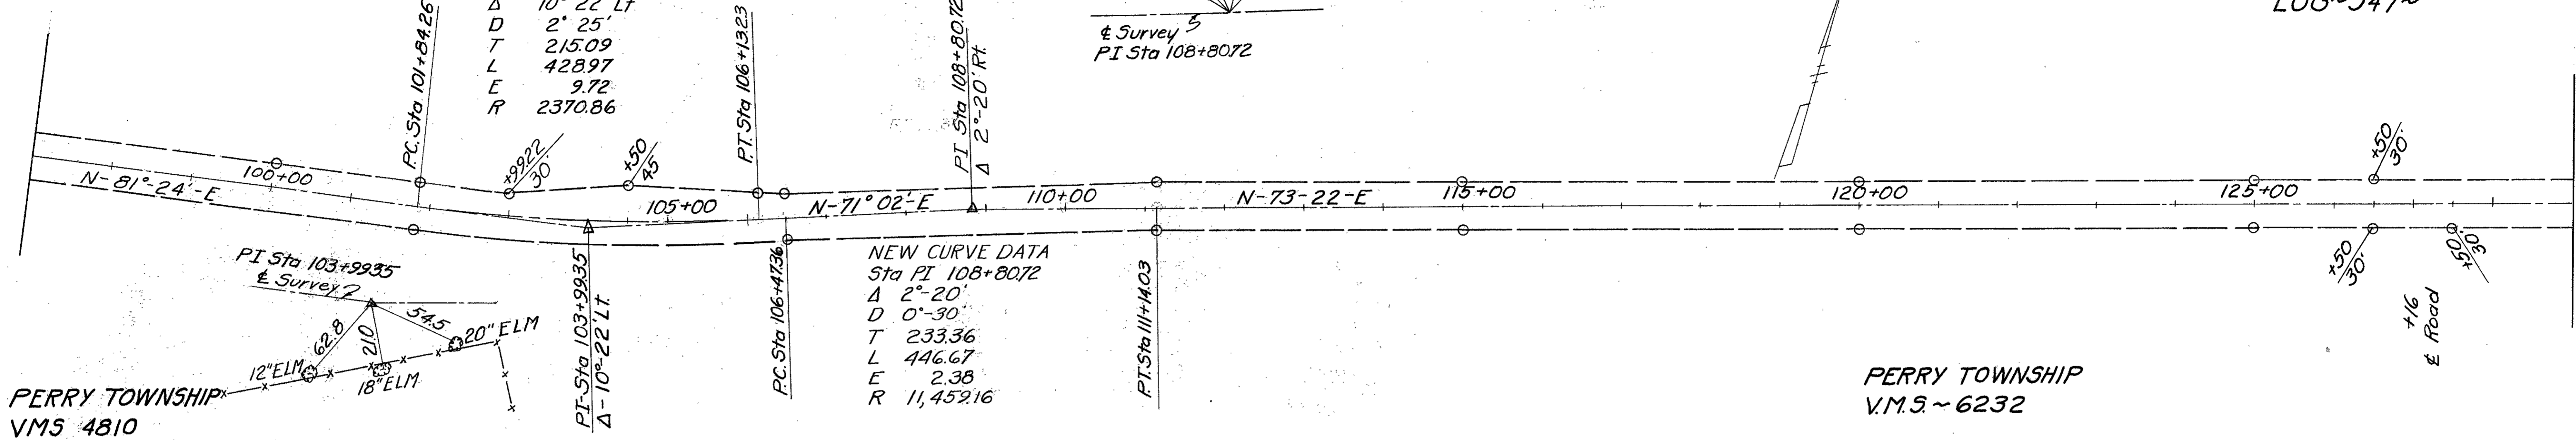 Δ 10° 22' Lt
D 2° 25'
T 215.09
L 428.97
E 9.72
R 2370.86
P.C. Sta 101+84.26
P.T. Sta 106+13.23
PI Sta 108+80.72
Δ 2°-20' Rt.
℄ Survey 5
PI Sta 108+80.72
+99.22
30'
+50
45'
+50
30'
N-81°-24'-E
100+00
105+00
N-71° 02'-E
110+00
N-73-22-E
115+00
120+00
125+00
PI Sta 103+99.35
℄ Survey
62.8
21.0
54.5
12" ELM
18" ELM
20" ELM
PI-Sta 103+99.35
Δ-10°-22' Lt.
P.C. Sta 106+47.36
NEW CURVE DATA
Sta PI 108+80.72
Δ 2°-20'
D 0°-30'
T 233.36
L 446.67
E 2.38
R 11,459.16
P.T. Sta 111+14.03
+50
30'
+50
30'
+16
℄ Road
PERRY TOWNSHIP
VMS 4810
PERRY TOWNSHIP
V.M.S. ~ 6232